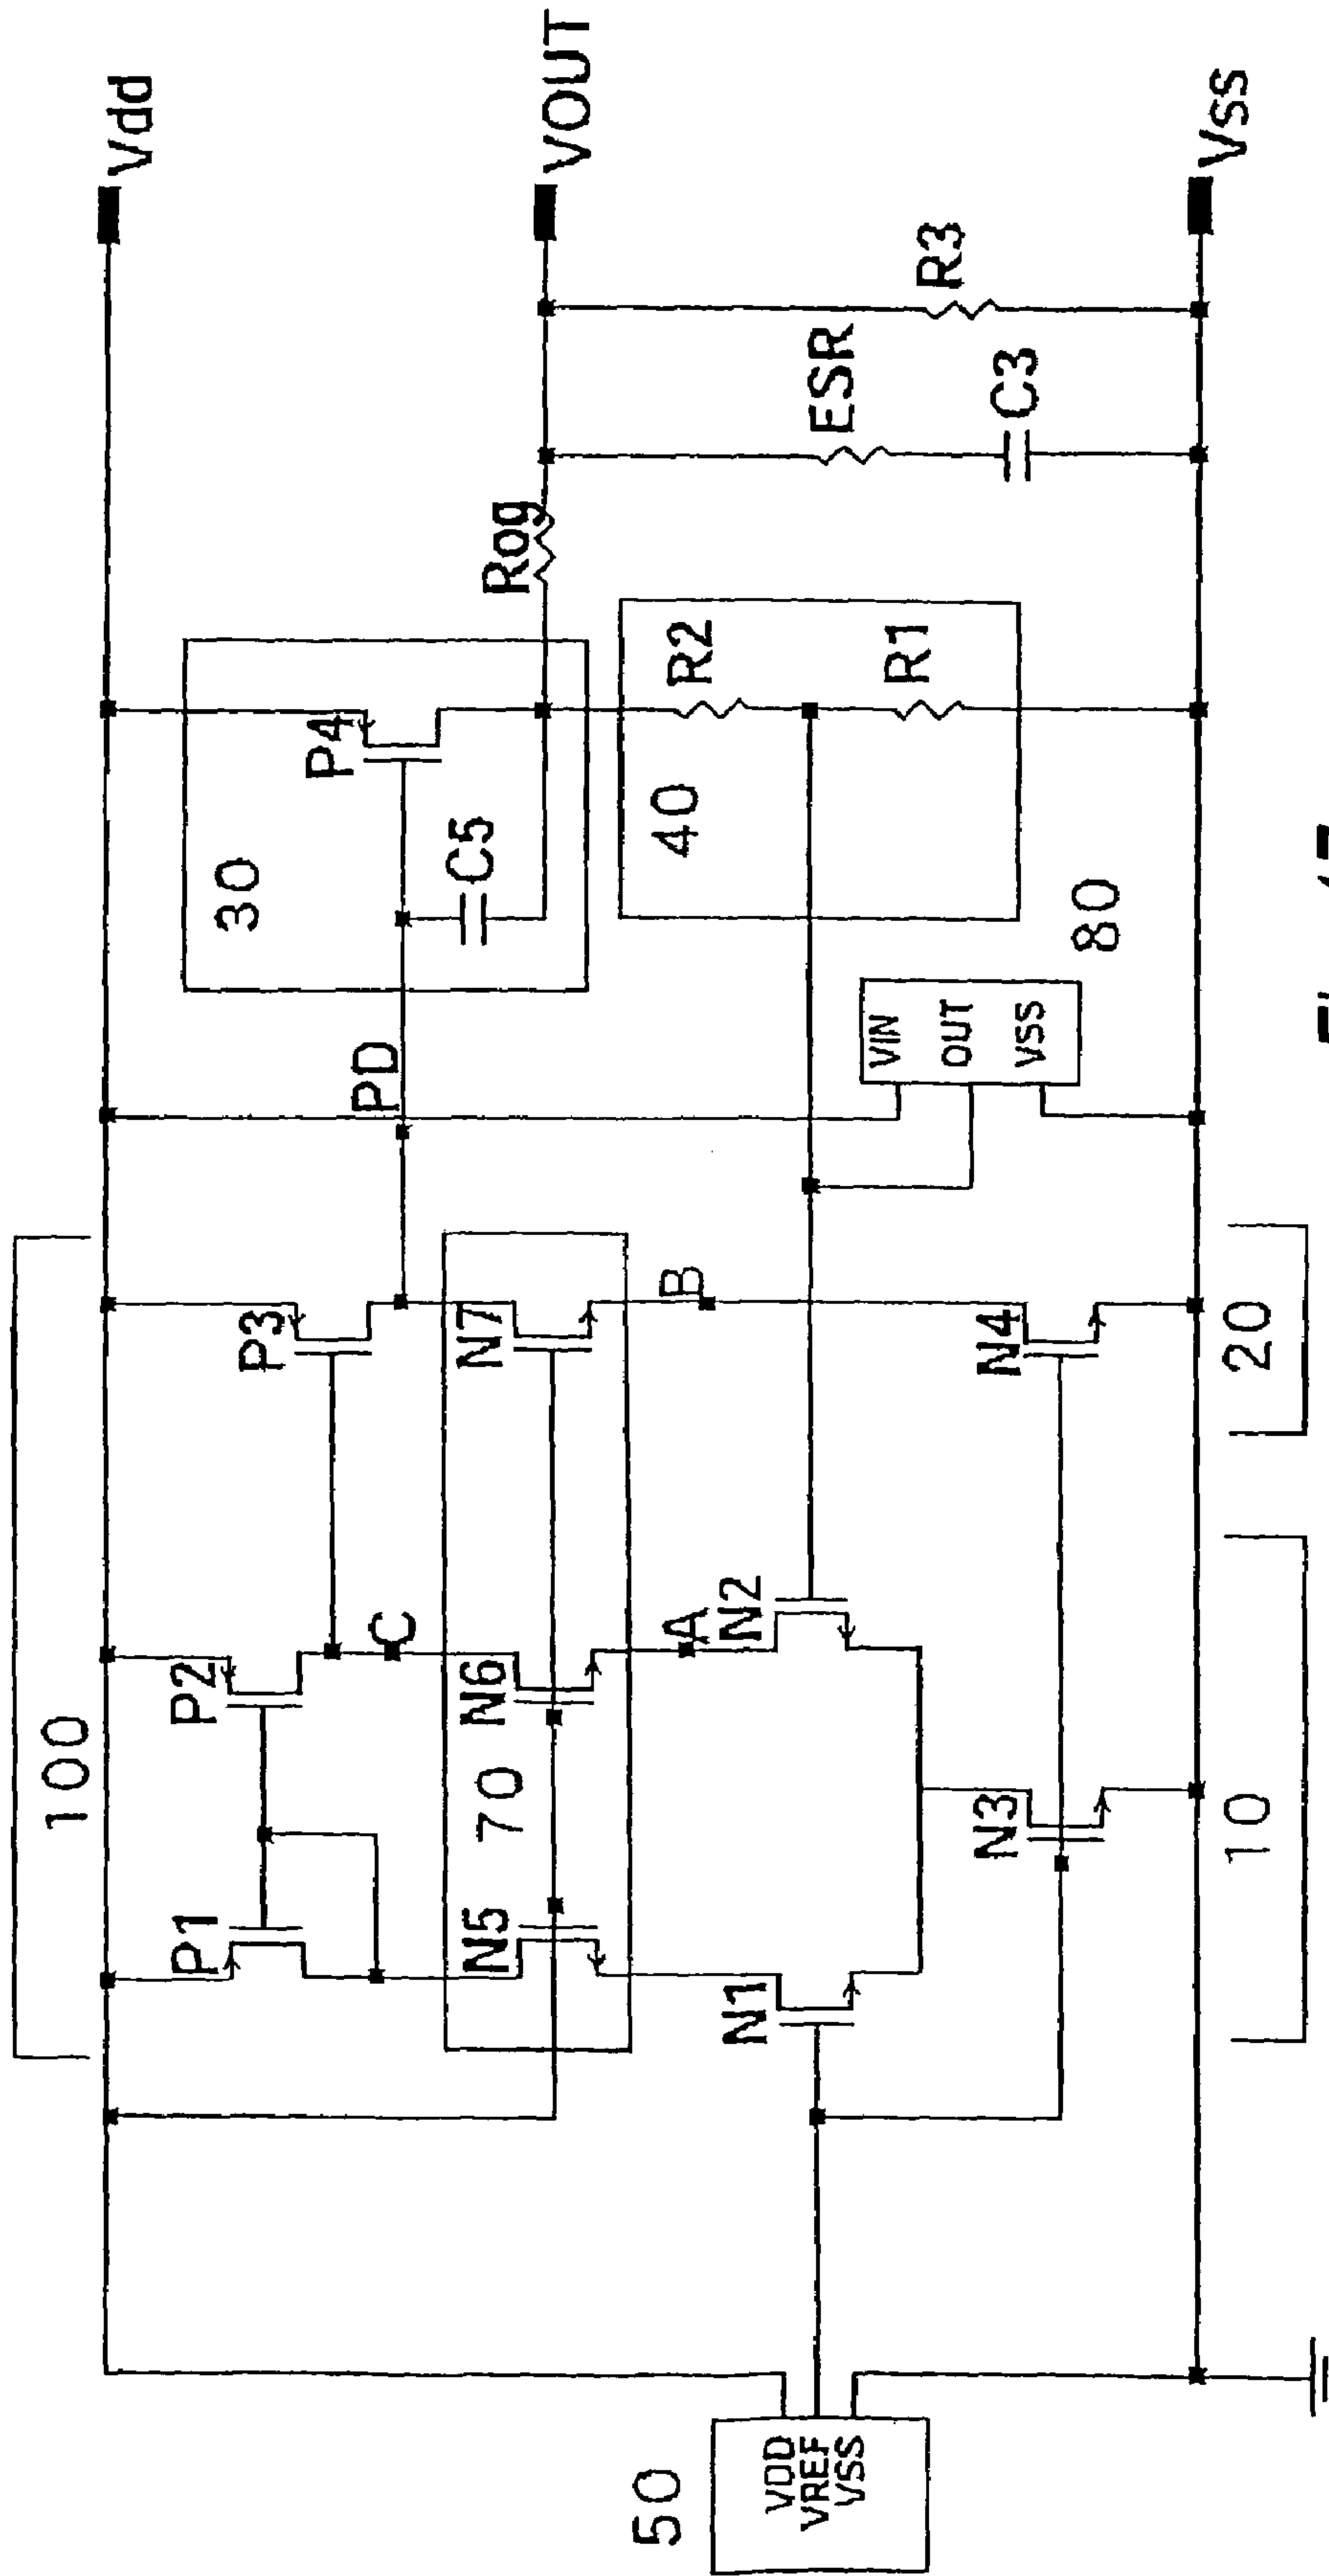 100
Vdd
P1
P2
P3
P4
30
C5
PD
Rog
VOUT
C
N5
70
N6
N7
40
R2
R1
ESR
C3
R3
A
B
N1
N2
50
VDD
VREF
VSS
VIN
OUT
VSS
80
N3
N4
10
20
Vss